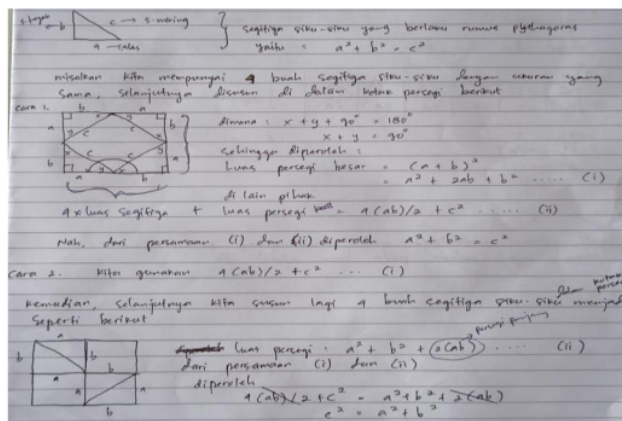 s. tegak b c → s. miring
a → alas
segitiga siku-siku yang berlaku rumus phytagoras
yaitu : a² + b² = c²
misalkan kita mempunyai 4 buah segitiga siku-siku dengan ukuran yang
sama, selanjutnya disusun di dalam kotak persegi berikut
cara 1.
b a
a x y b
y c c x
x c c y
b a
a y x b
dimana : x + y + 90° = 180°
x + y = 90°
sehingga diperoleh :
Luas persegi besar = (a + b)²
= a² + 2ab + b² ..... (i)
di lain pihak
4 x luas segitiga + luas persegi = 4(ab)/2 + c² ...... (ii)
Nah, dari persamaan (i) dan (ii) diperoleh a² + b² = c²
cara 2. kita gunakan 4(ab)/2 + c² ... (i)
kemudian, selanjutnya kita susun lagi 4 buah segitiga siku-siku menjadi
dalam kotak persegi
seperti berikut
a b
b b
a a a
b
persegi panjang
luas persegi : a² + b² + 2(ab) ..... (ii)
dari persamaan (i) dan (ii)
diperoleh
4(ab)/2 + c² = a² + b² + 2(ab)
c² = a² + b²